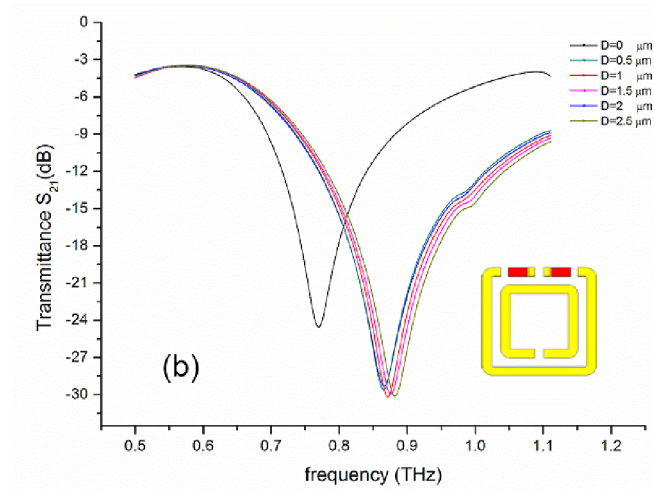 0
-3
-6
-9
-12
-15
-18
-21
-24
-27
-30
Transmittance S21(dB)
D=0 μm
D=0.5 μm
D=1 μm
D=1.5 μm
D=2 μm
D=2.5 μm
(b)
0.5 0.6 0.7 0.8 0.9 1.0 1.1 1.2
frequency (THz)